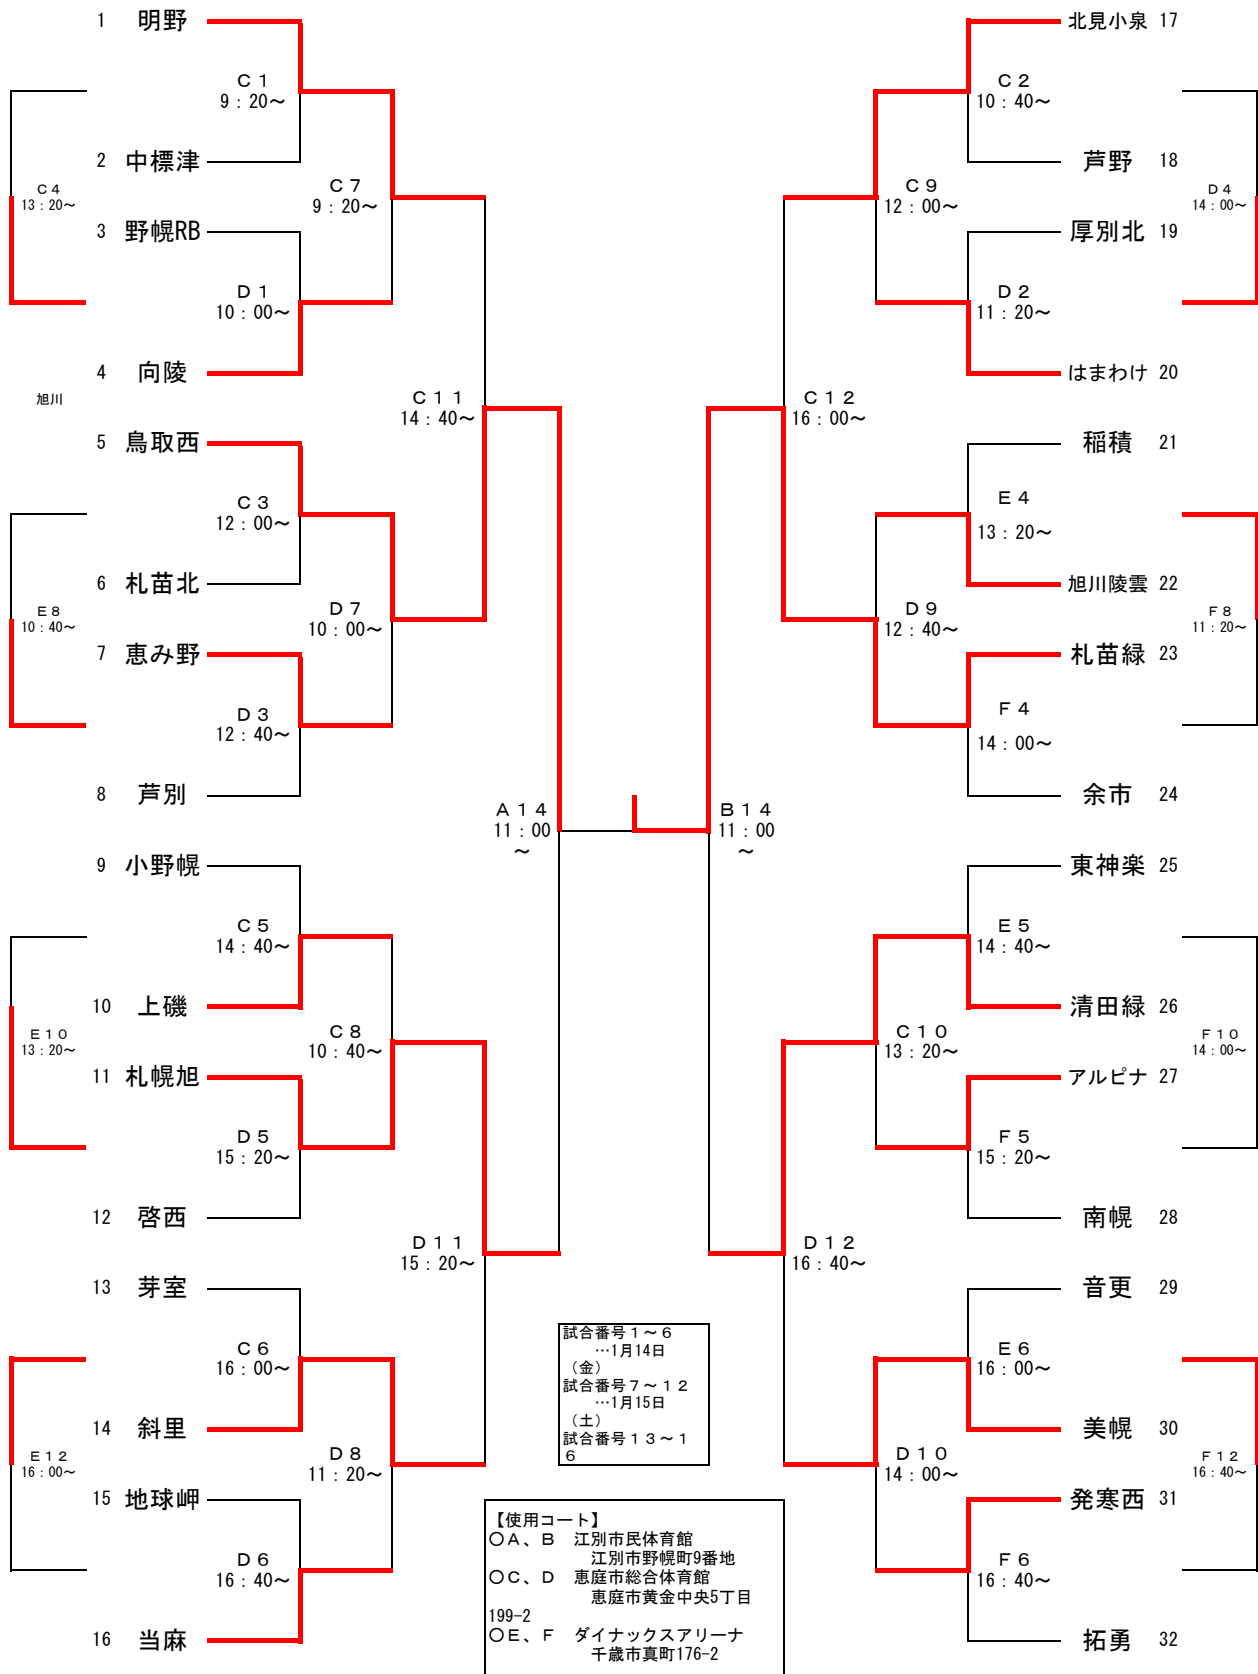 1 明野
C1
9：20～
2 中標津
C4
13：20～
C7
9：20～
3 野幌RB
D1
10：00～
4 向陵
旭川
C11
14：40～
5 鳥取西
C3
12：00～
6 札苗北
E8
10：40～
D7
10：00～
7 恵み野
D3
12：40～
8 芦別
A14
11：00
～
9 小野幌
C5
14：40～
10 上磯
E10
13：20～
C8
10：40～
11 札幌旭
D5
15：20～
12 啓西
D11
15：20～
13 芽室
C6
16：00～
14 斜里
E12
16：00～
D8
11：20～
15 地球岬
D6
16：40～
16 当麻
北見小泉 17
C2
10：40～
芦野 18
C9
12：00～
D4
14：00～
厚別北 19
D2
11：20～
はまわけ 20
C12
16：00～
稲積 21
E4
13：20～
旭川陵雲 22
D9
12：40～
F8
11：20～
札苗緑 23
F4
14：00～
余市 24
B14
11：00
～
東神楽 25
E5
14：40～
清田緑 26
C10
13：20～
F10
14：00～
アルピナ 27
F5
15：20～
南幌 28
D12
16：40～
音更 29
E6
16：00～
美幌 30
D10
14：00～
F12
16：40～
発寒西 31
F6
16：40～
拓勇 32
試合番号１～６
…1月14日
（金）
試合番号７～１２
…1月15日
（土）
試合番号１３～１
６
【使用コート】
○A、B 江別市民体育館
江別市野幌町9番地
○C、D 恵庭市総合体育館
恵庭市黄金中央5丁目
199-2
○E、F ダイナックスアリーナ
千歳市真町176-2